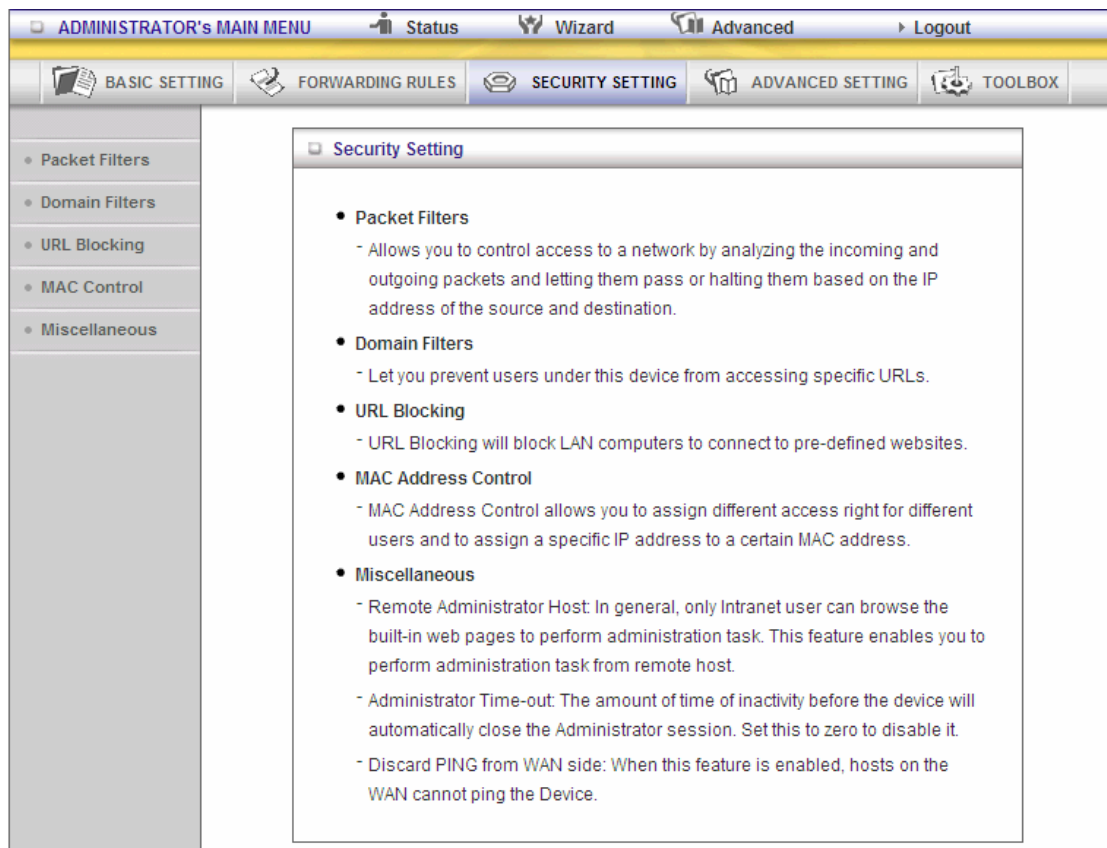 ADMINISTRATOR's MAIN MENU Status Wizard Advanced Logout
BASIC SETTING FORWARDING RULES SECURITY SETTING ADVANCED SETTING TOOLBOX
Packet Filters
Domain Filters
URL Blocking
MAC Control
Miscellaneous
Security Setting
Packet Filters
- Allows you to control access to a network by analyzing the incoming and
outgoing packets and letting them pass or halting them based on the IP
address of the source and destination.
Domain Filters
- Let you prevent users under this device from accessing specific URLs.
URL Blocking
- URL Blocking will block LAN computers to connect to pre-defined websites.
MAC Address Control
- MAC Address Control allows you to assign different access right for different
users and to assign a specific IP address to a certain MAC address.
Miscellaneous
- Remote Administrator Host: In general, only Intranet user can browse the
built-in web pages to perform administration task. This feature enables you to
perform administration task from remote host.
- Administrator Time-out: The amount of time of inactivity before the device will
automatically close the Administrator session. Set this to zero to disable it.
- Discard PING from WAN side: When this feature is enabled, hosts on the
WAN cannot ping the Device.